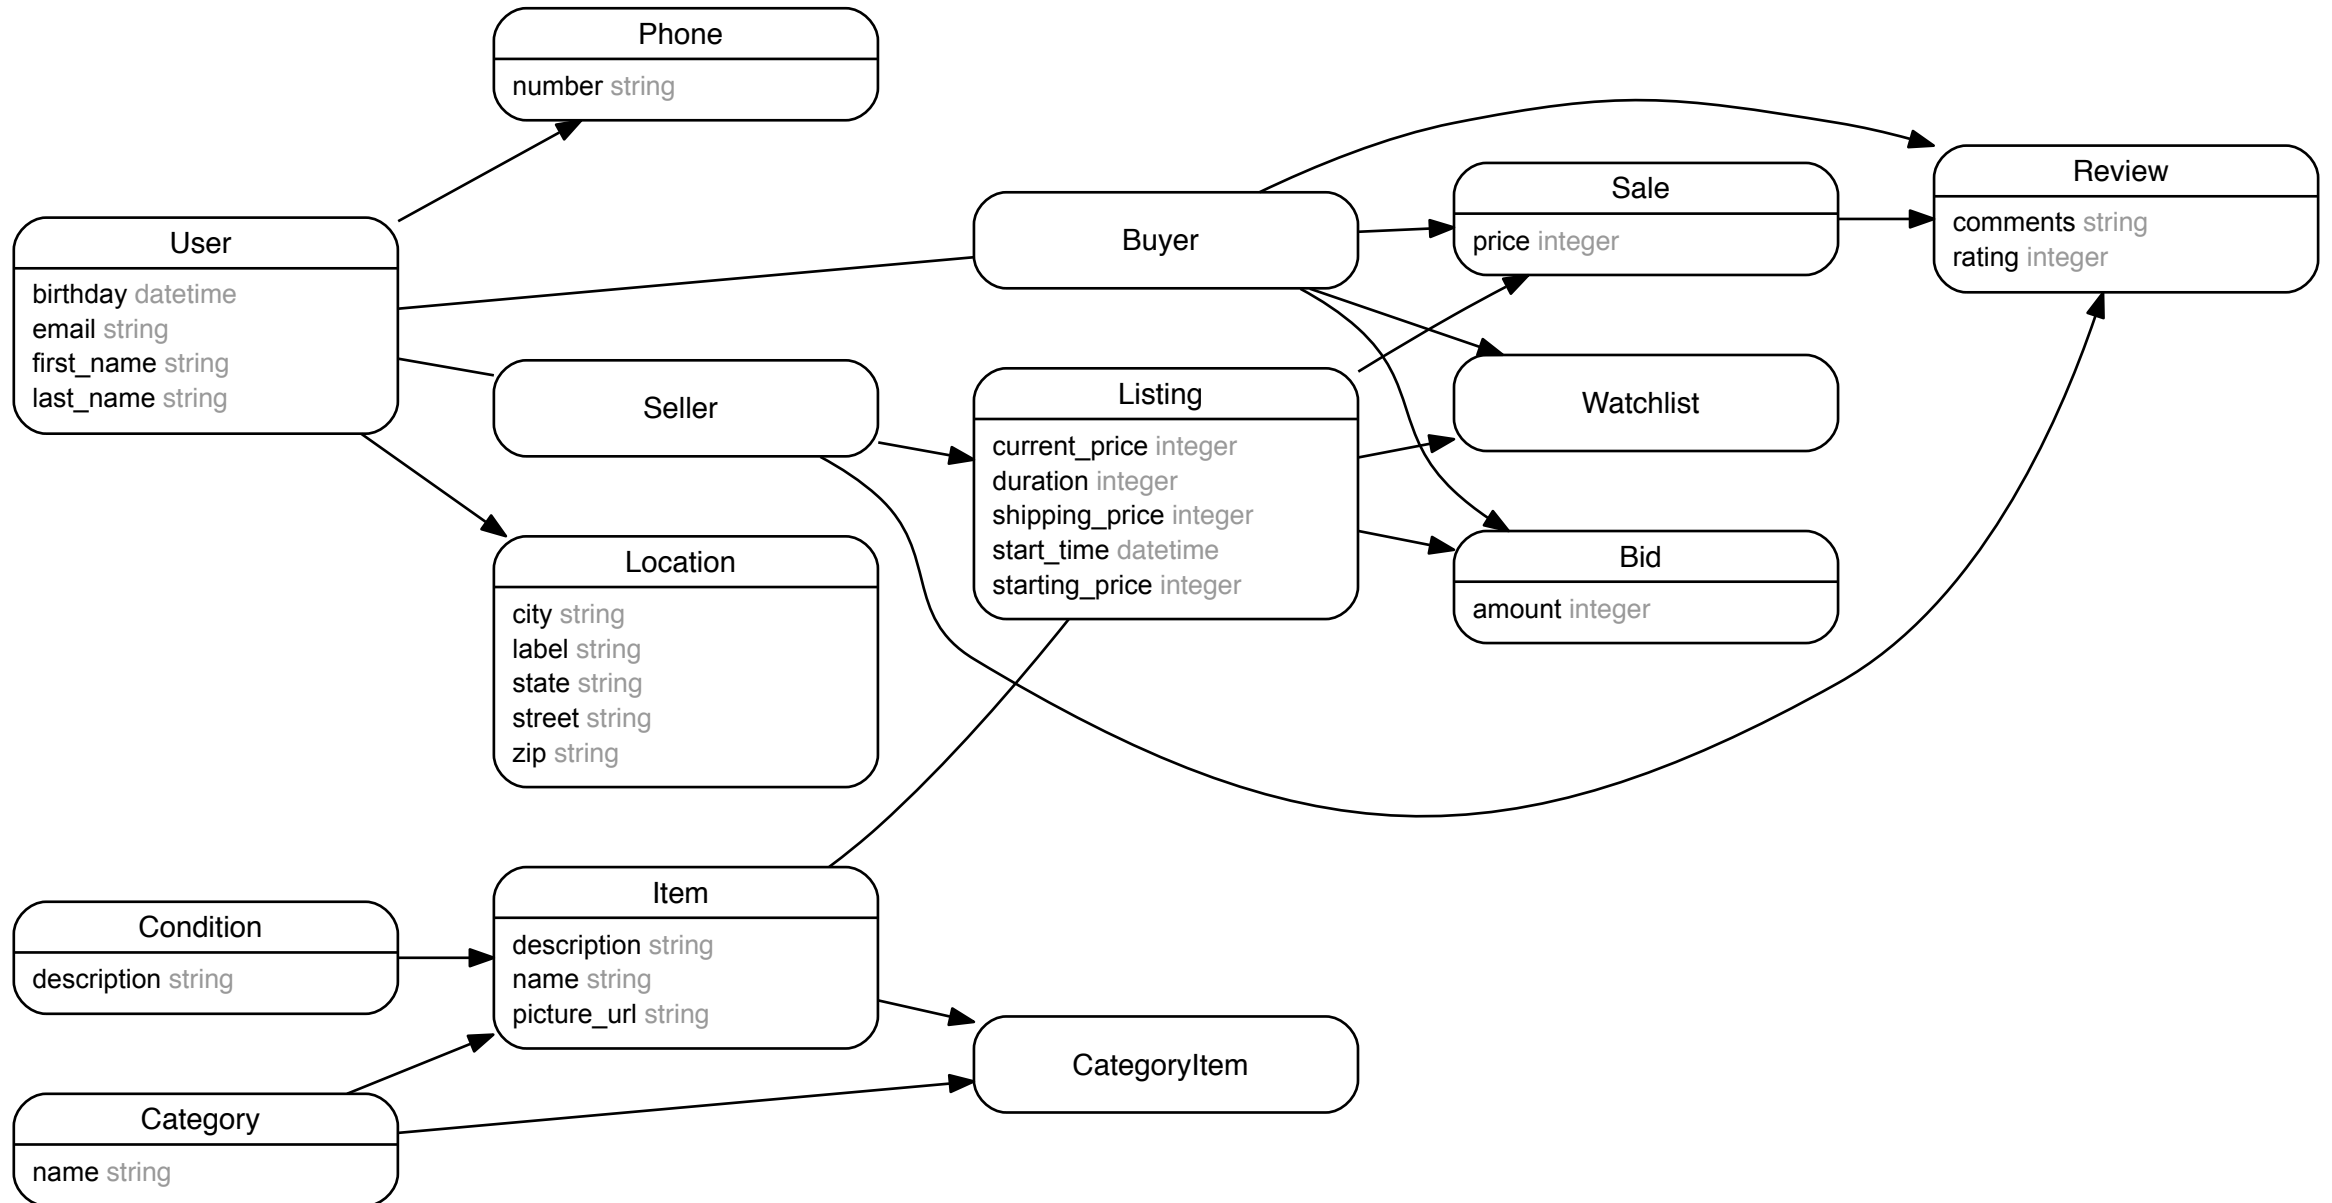 Phone
number string
User
birthday datetime
email string
first_name string
last_name string
Buyer
Sale
price integer
Review
comments string
rating integer
Seller
Listing
current_price integer
duration integer
shipping_price integer
start_time datetime
starting_price integer
Watchlist
Location
city string
label string
state string
street string
zip string
Bid
amount integer
Condition
description string
Item
description string
name string
picture_url string
CategoryItem
Category
name string